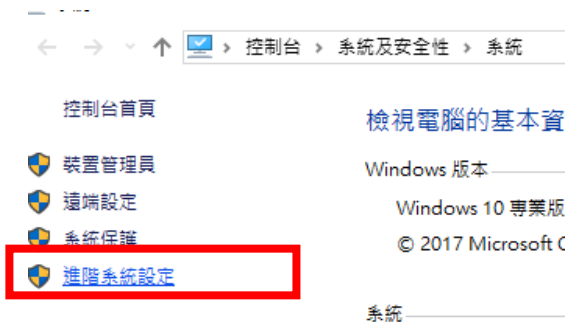 控制台 › 系統及安全性 › 系統
控制台首頁
裝置管理員
遠端設定
系統保護
進階系統設定
檢視電腦的基本資
Windows 版本
Windows 10 專業版
© 2017 Microsoft C
系統